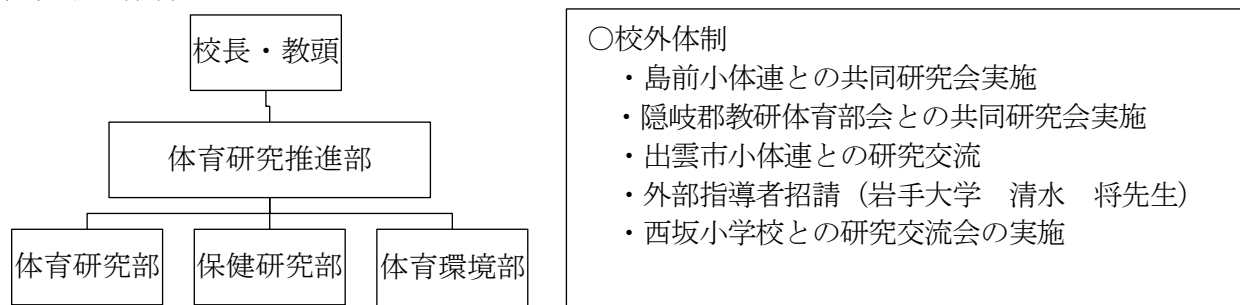 校長・教頭
体育研究推進部
体育研究部
保健研究部
体育環境部
○校外体制
・島前小体連との共同研究会実施
・隠岐郡教研体育部会との共同研究会実施
・出雲市小体連との研究交流
・外部指導者招請（岩手大学　清水　将先生）
・西坂小学校との研究交流会の実施